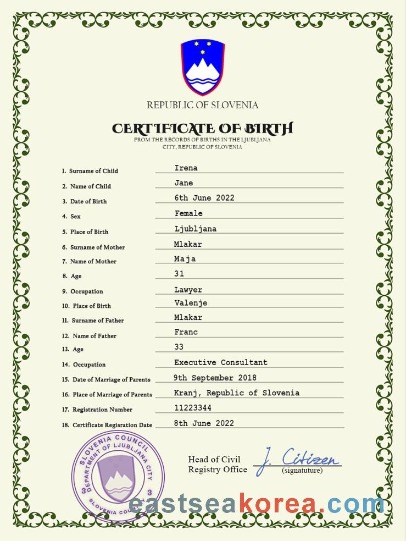 REPUBLIC OF SLOVENIA
CERTIFICATE OF BIRTH
FROM THE RECORDS OF BIRTHS IN THE LJUBLJANA
CITY, REPUBLIC OF SLOVENIA
1. Surname of Child Irena
2. Name of Child Jane
3. Date of Birth 6th June 2022
4. Sex Female
5. Place of Birth Ljubljana
6. Surname of Mother Mlakar
7. Name of Mother Maja
8. Age 31
9. Occupation Lawyer
10. Place of Birth Valenje
11. Surname of Father Mlakar
12. Name of Father Franc
13. Age 33
14. Occupation Executive Consultant
15. Date of Marriage of Parents 9th September 2018
16. Place of Marriage of Parents Kranj, Republic of Slovenia
17. Registration Number 11223344
18. Certificate Regisration Date 8th June 2022
SLOVENIA COUNCIL
DEPARTMENT OF LJUBLJANA CITY
Head of Civil
Registry Office
J. Citizen
(signatoture)
eastseakorea.com